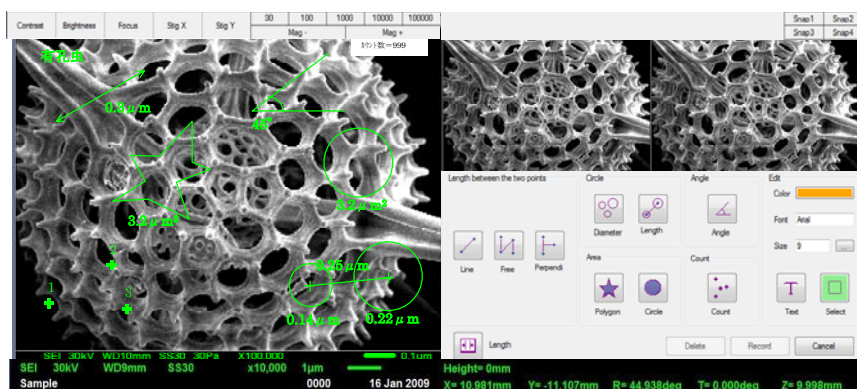 Contrast Brightness Focus Stig X Stig Y
30 100 1000 10000 100000
Mag - Mag +
Snap1 Snap2
Snap3 Snap4
カウント数=999
有孔虫
0.3μm
45°
3.2μm²
3.2μm²
0.25μm
0.14μm
0.22μm
1
2
3
SEI 30kV WD10mm SS30 30Pa X100,000 0.1μm
SEI 30kV WD9mm SS30 x10,000 1μm
Sample 0000 16 Jan 2009
Length between the two points
Line Free Perpendi
Length
Circle
Diameter Length
Angle
Angle
Area
Polygon Circle
Count
Count
Edit
Color
Font Arial
Size 9 ...
T
Text Select
Delete Record Cancel
Height= 0mm
X= 10.981mm Y= -11.107mm R= 44.938deg T= 0.000deg Z= 9.998mm